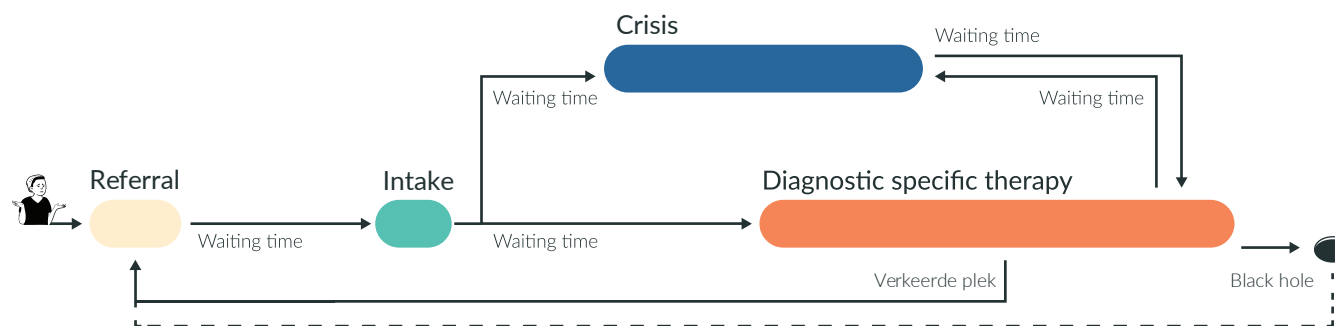 Crisis
Waiting time
Waiting time
Waiting time
Referral
Intake
Diagnostic specific therapy
Waiting time
Waiting time
Verkeerde plek
Black hole